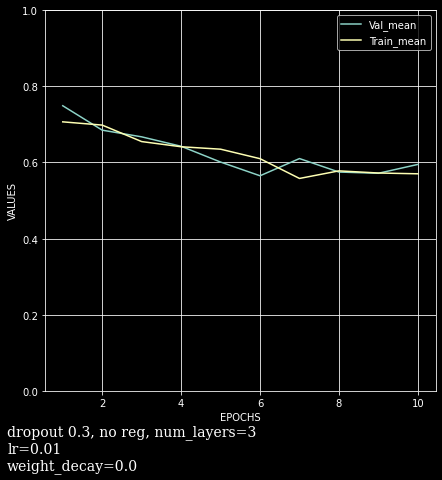 1.0
Val_mean
Train_mean
0.8
0.6
VALUES
0.4
0.2
0.0
2 4 6 8 10
EPOCHS
dropout 0.3, no reg, num_layers=3
lr=0.01
weight_decay=0.0